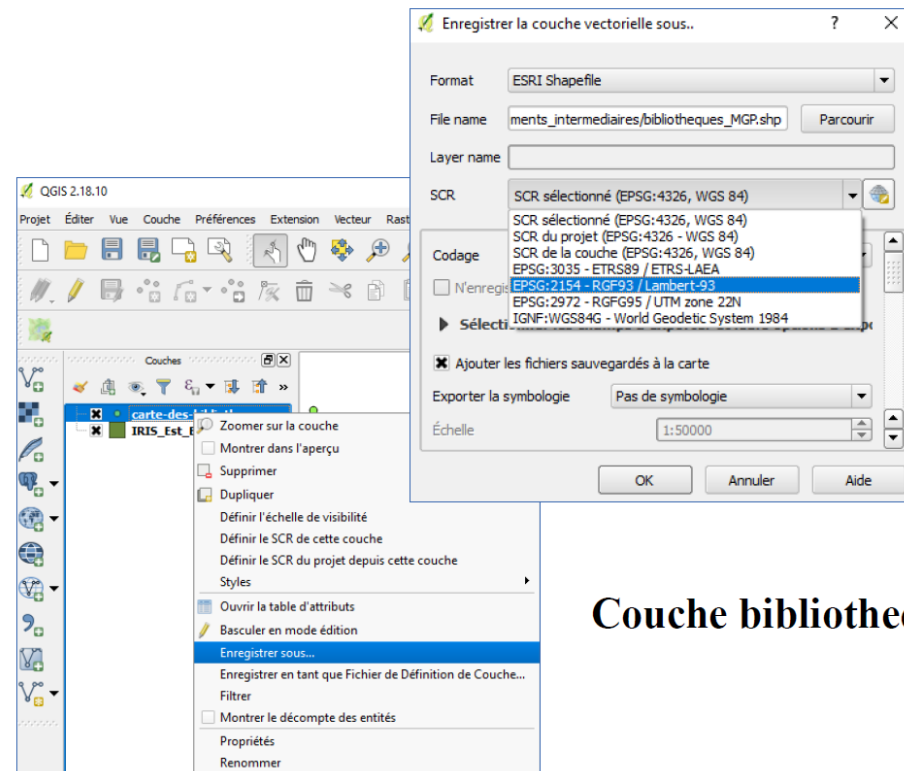 Enregistrer la couche vectorielle sous.. ?
Format ESRI Shapefile
File name ments_intermediaires/bibliotheques_MGP.shp Parcourir
Layer name
SCR SCR sélectionné (EPSG:4326, WGS 84)
SCR sélectionné (EPSG:4326, WGS 84)
SCR du projet (EPSG:4326 - WGS 84)
SCR de la couche (EPSG:4326, WGS 84)
EPSG:3035 - ETRS89 / ETRS-LAEA
EPSG:2154 - RGF93 / Lambert-93
EPSG:2972 - RGFG95 / UTM zone 22N
IGNF:WGS84G - World Geodetic System 1984
Codage
N'enregis
Ajouter les fichiers sauvegardés à la carte
Exporter la symbologie Pas de symbologie
Échelle 1:50000
OK Annuler Aide
QGIS 2.18.10
Projet Éditer Vue Couche Préférences Extension Vecteur Rast
Couches
carte-des-
IRIS_Est_
Zoomer sur la couche
Montrer dans l'aperçu
Supprimer
Dupliquer
Définir l'échelle de visibilité
Définir le SCR de cette couche
Définir le SCR du projet depuis cette couche
Styles
Ouvrir la table d'attributs
Basculer en mode édition
Enregistrer sous...
Enregistrer en tant que Fichier de Définition de Couche...
Filtrer
Montrer le décompte des entités
Propriétés
Renommer
Couche bibliothe